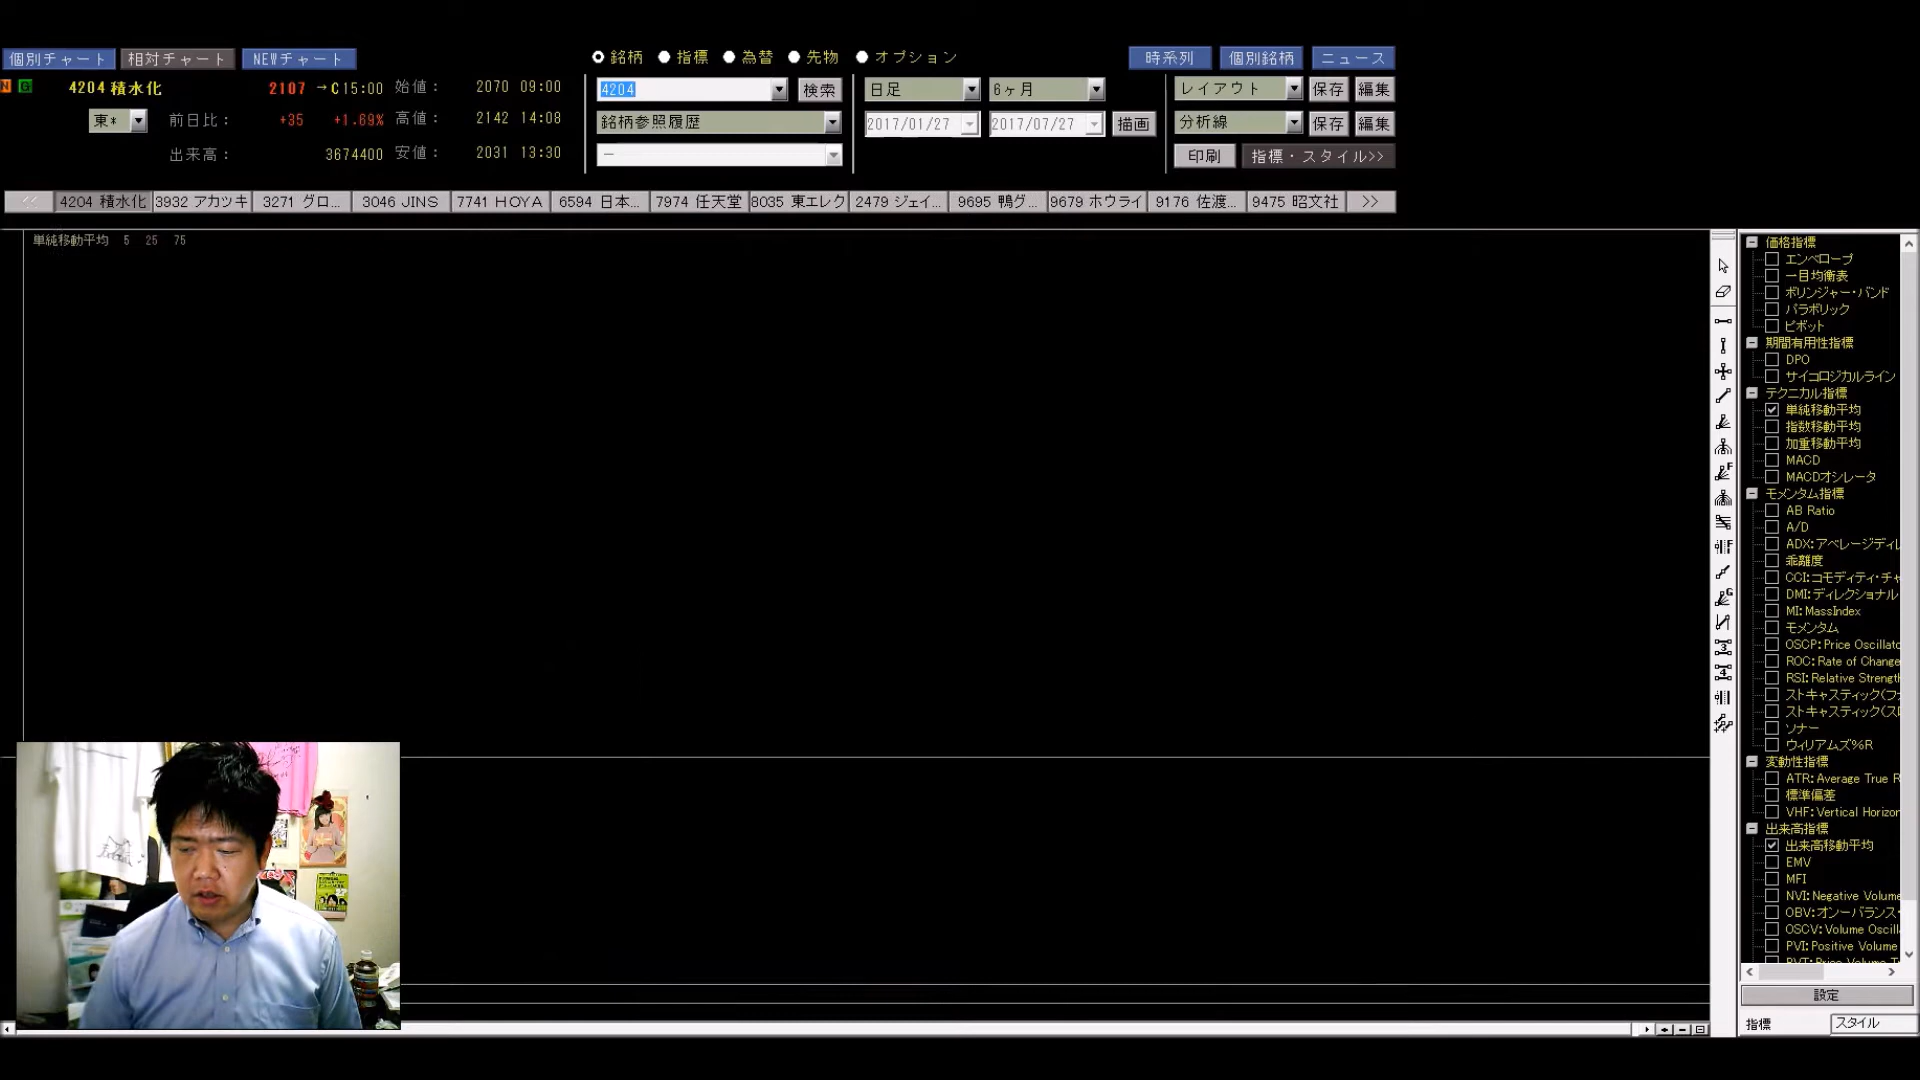 個別チャート 相対チャート NEWチャート
銘柄 指標 為替 先物 オプション
時系列 個別銘柄 ニュース
N G 4204 積水化 2107 →C15:00 始値： 2070 09:00
東* 前日比： +35 +1.69% 高値： 2142 14:08
出来高： 3674400 安値： 2031 13:30
4204 検索
銘柄参照履歴
—
日足 6ヶ月
2017/01/27 2017/07/27 描画
レイアウト 保存 編集
分析線 保存 編集
印刷 指標・スタイル>>
<< 4204 積水化 3932 アカツキ 3271 グロ... 3046 JINS 7741 HOYA 6594 日本... 7974 任天堂 8035 東エレク 2479 ジェイ... 9695 鴨グ... 9679 ホウライ 9176 佐渡... 9475 昭文社 >>
単純移動平均 5 25 75
価格指標
エンベロープ
一目均衡表
ボリンジャー・バンド
パラボリック
ピボット
期間有用性指標
DPO
サイコロジカルライン
テクニカル指標
単純移動平均
指数移動平均
加重移動平均
MACD
MACDオシレータ
モメンタム指標
AB Ratio
A/D
ADX:アベレージディレ
乖離度
CCI:コモディティ・チャ
DMI:ディレクショナル
MI:MassIndex
モメンタム
OSCP:Price Oscillato
ROC:Rate of Change
RSI:Relative Strengt
ストキャスティック(ファ
ストキャスティック(ス
ソナー
ウィリアムズ%R
変動性指標
ATR:Average True R
標準偏差
VHF:Vertical Horizon
出来高指標
出来高移動平均
EMV
MFI
NVI:Negative Volume
OBV:オンーバランス・
OSCV:Volume Oscill
PVI:Positive Volume
設定
指標 スタイル